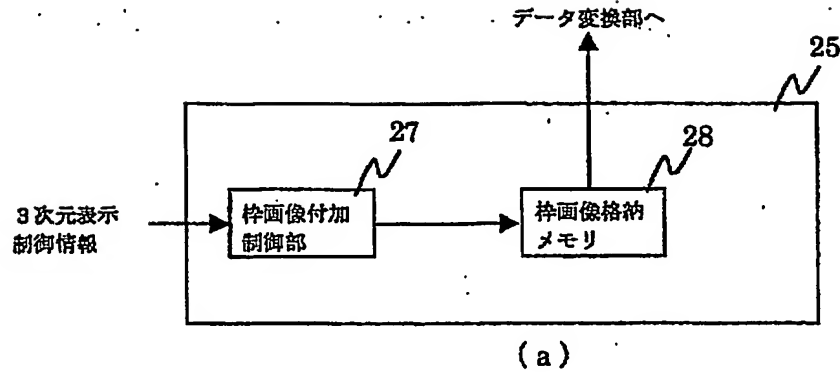 データ変換部へ
25
27
28
3次元表示
制御情報
枠画像付加
制御部
枠画像格納
メモリ
(a)